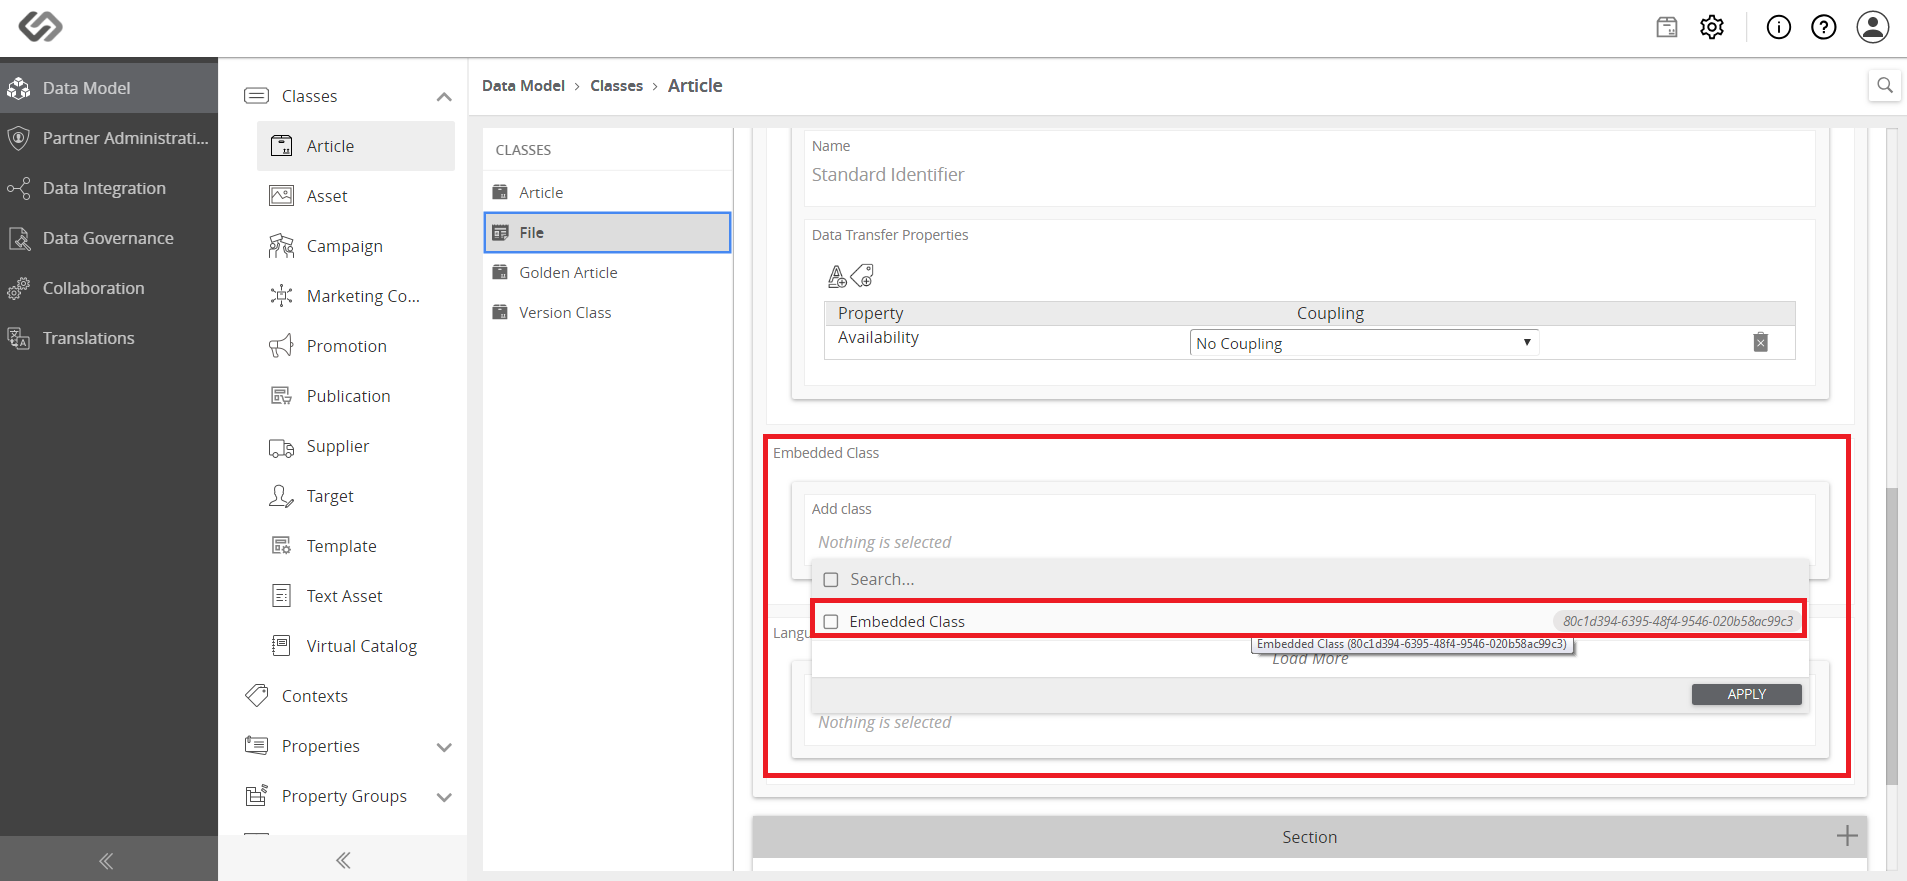 Data Model
Partner Administrati...
Data Integration
Data Governance
Collaboration
Translations
Classes
Article
Asset
Campaign
Marketing Co...
Promotion
Publication
Supplier
Target
Template
Text Asset
Virtual Catalog
Contexts
Properties
Property Groups
Data Model > Classes > Article
CLASSES
Article
File
Golden Article
Version Class
Name
Standard Identifier
Data Transfer Properties
Property Coupling
Availability No Coupling
Embedded Class
Add class
Nothing is selected
Search...
Embedded Class 80c1d394-6395-48f4-9546-020b58ac99c3
Langu
Embedded Class (80c1d394-6395-48f4-9546-020b58ac99c3)
Load More
APPLY
Nothing is selected
Section